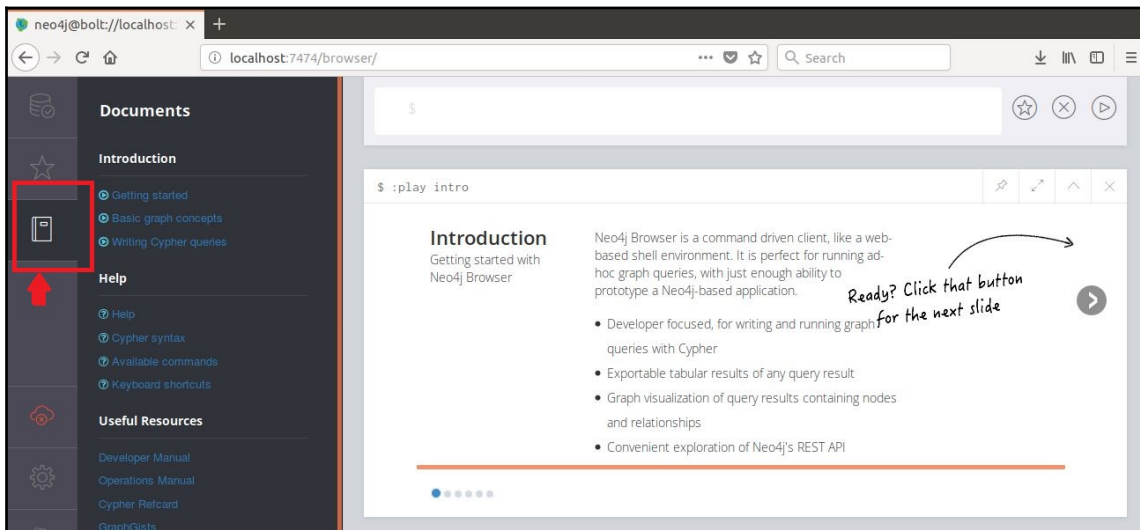 neo4j@bolt://localhost:
localhost:7474/browser/
Search
Documents
Introduction
Getting started
Basic graph concepts
Writing Cypher queries
Help
Help
Cypher syntax
Available commands
Keyboard shortcuts
Useful Resources
Developer Manual
Operations Manual
Cypher Refcard
GraphGists
$
$ :play intro
Introduction
Getting started with
Neo4j Browser
Neo4j Browser is a command driven client, like a web-
based shell environment. It is perfect for running ad-
hoc graph queries, with just enough ability to
prototype a Neo4j-based application.
• Developer focused, for writing and running graph
queries with Cypher
• Exportable tabular results of any query result
• Graph visualization of query results containing nodes
and relationships
• Convenient exploration of Neo4j's REST API
Ready? Click that button
for the next slide